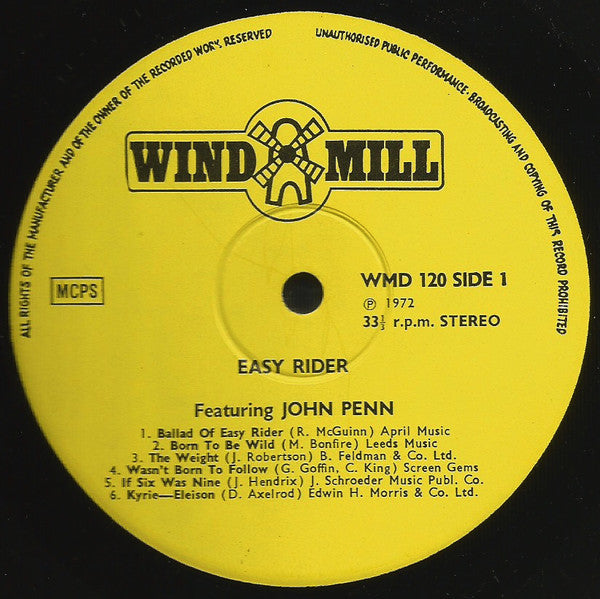 ALL RIGHTS OF THE MANUFACTURER AND OF THE OWNER OF THE RECORDED WORK RESERVED
UNAUTHORISED PUBLIC PERFORMANCE · BROADCASTING AND COPYING OF THIS RECORD PROHIBITED
WIND MILL
MCPS
WMD 120 SIDE 1
℗ 1972
33⅓ r.p.m. STEREO
EASY RIDER
Featuring JOHN PENN
1. Ballad Of Easy Rider (R. McGuinn) April Music
2. Born To Be Wild (M. Bonfire) Leeds Music
3. The Weight (J. Robertson) B. Feldman & Co. Ltd.
4. Wasn't Born To Follow (G. Goffin, C. King) Screen Gems
5. If Six Was Nine (J. Hendrix) J. Schroeder Music Publ. Co.
6. Kyrie—Eleison (D. Axelrod) Edwin H. Morris & Co. Ltd.